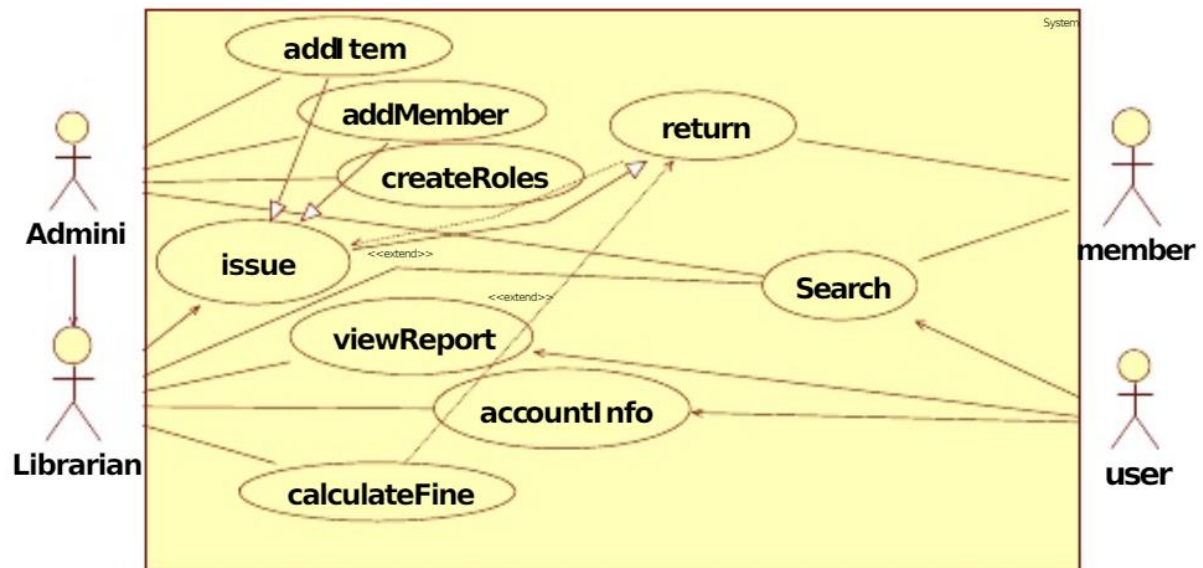 System
addItem
addMember
return
createRoles
Admini
member
issue
<<extend>>
Search
<<extend>>
viewReport
accountInfo
Librarian
user
calculateFine